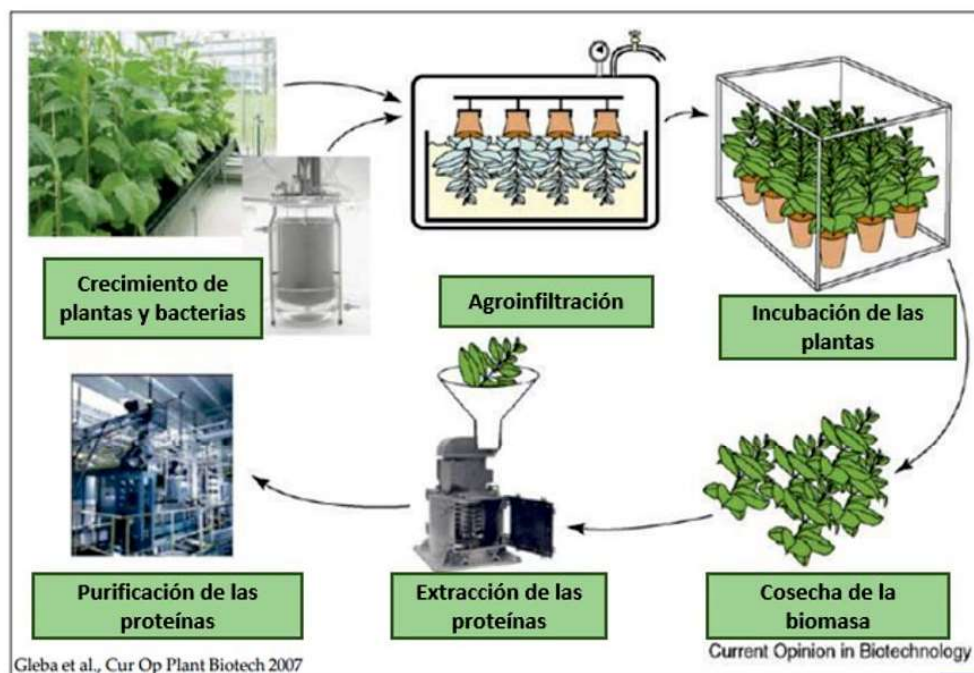 Crecimiento de
plantas y bacterias
Agroinfiltración
Incubación de las
plantas
Purificación de las
proteínas
Extracción de las
proteínas
Cosecha de la
biomasa
Gleba et al., Cur Op Plant Biotech 2007
Current Opinion in Biotechnology